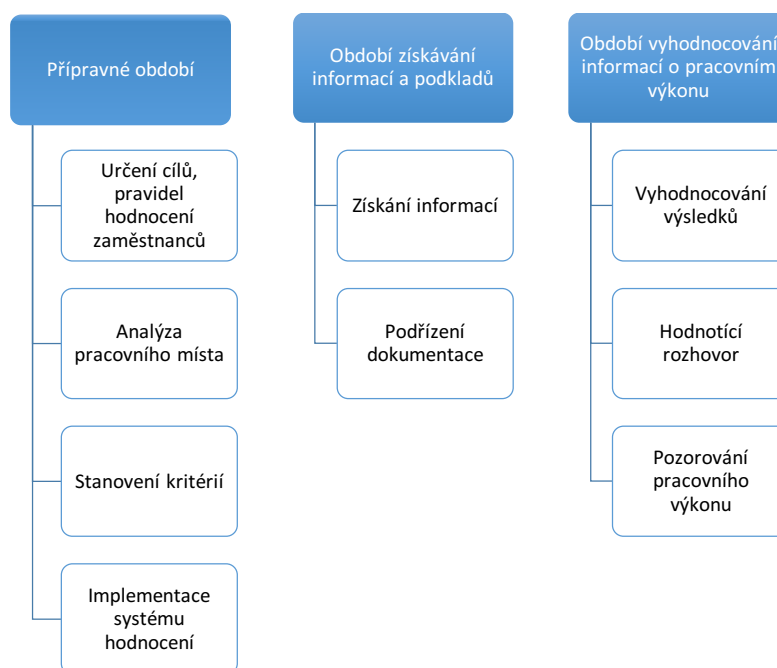 Přípravné období
Určení cílů,
pravidel
hodnocení
zaměstnanců
Analýza
pracovního místa
Stanovení kritérií
Implementace
systému
hodnocení
Období získávání
informací a podkladů
Získání informací
Podřízení
dokumentace
Období vyhodnocování
informací o pracovním
výkonu
Vyhodnocování
výsledků
Hodnotící
rozhovor
Pozorování
pracovního
výkonu